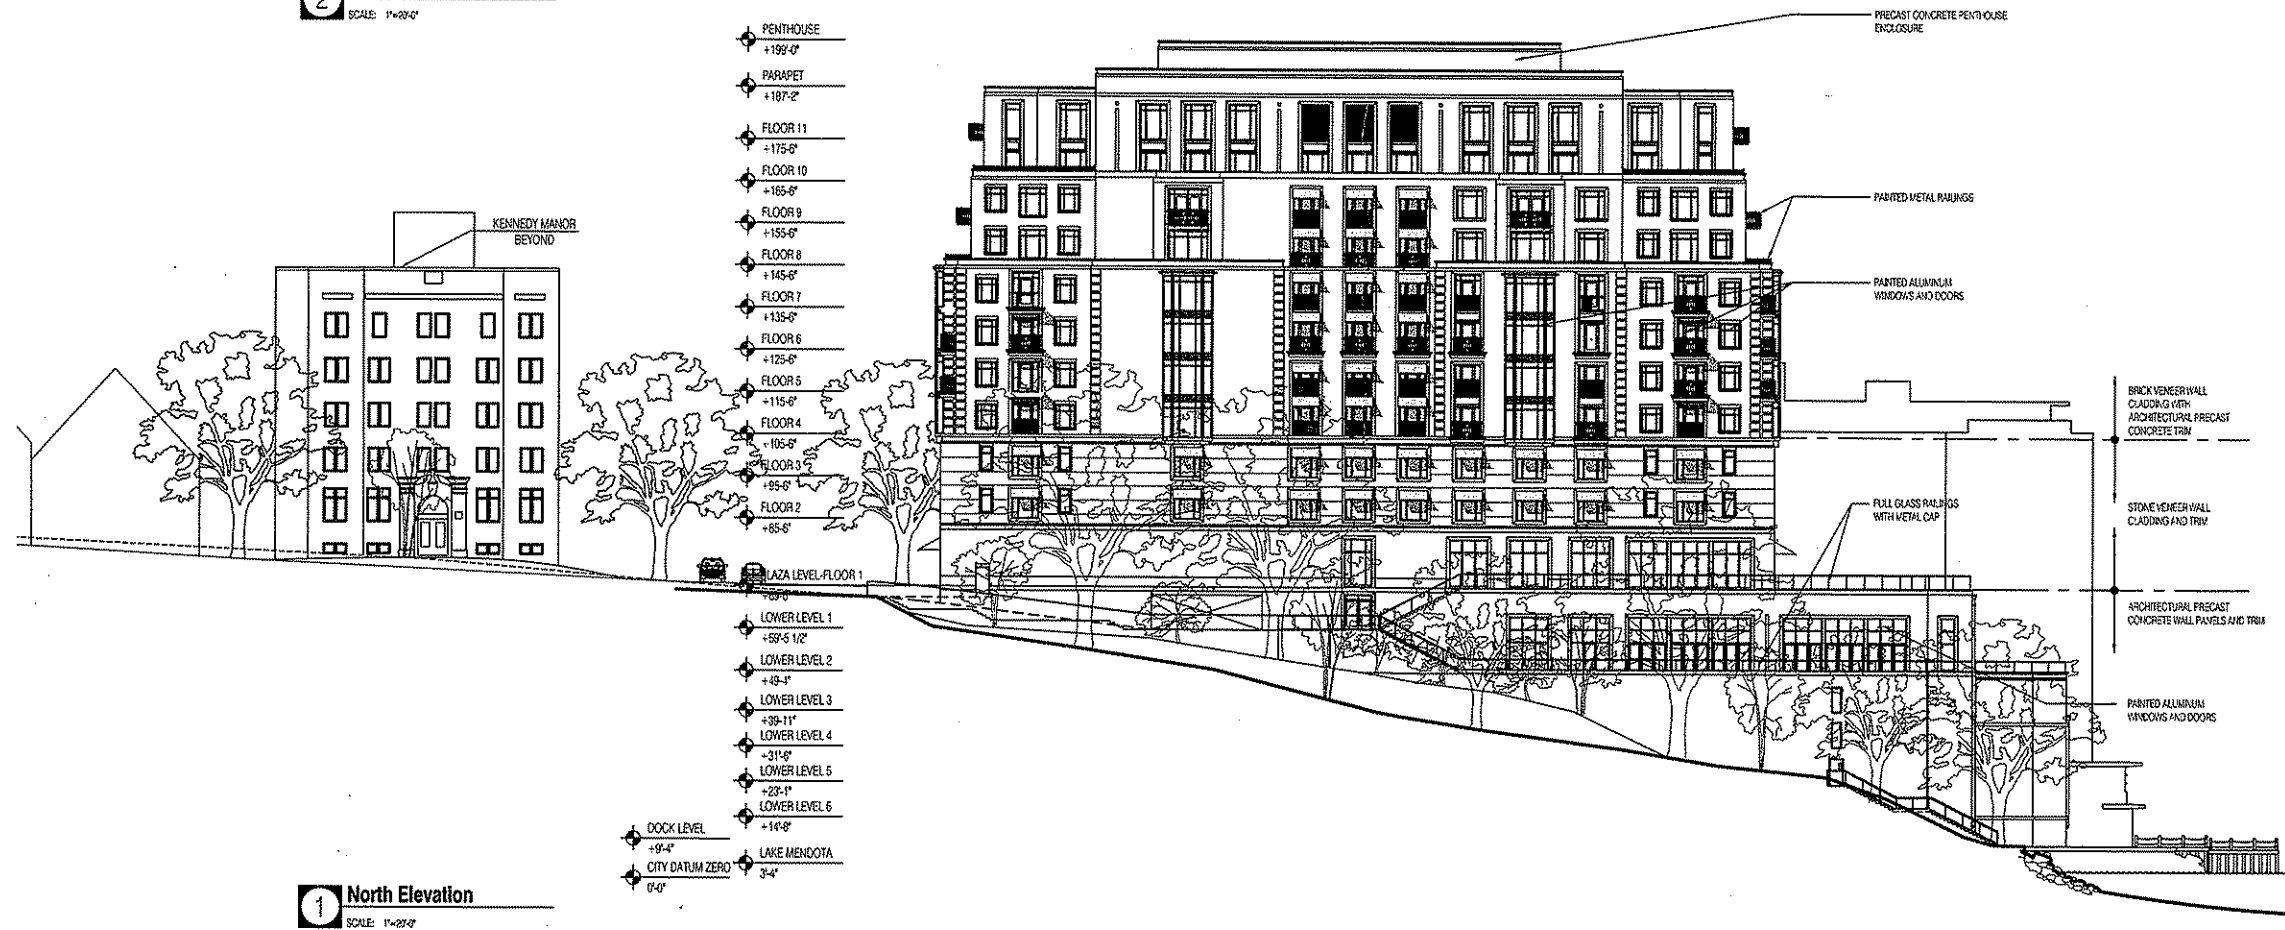 2
SCALE: 1"=20'-0"
PENTHOUSE
+199'-0"
PARAPET
+187'-2"
FLOOR 11
+175'-6"
FLOOR 10
+165'-6"
FLOOR 9
+155'-6"
FLOOR 8
+145'-6"
FLOOR 7
+135'-6"
FLOOR 6
+125'-6"
FLOOR 5
+115'-6"
FLOOR 4
+105'-6"
FLOOR 3
+95'-6"
FLOOR 2
+85'-6"
LAZA LEVEL-FLOOR 1
LOWER LEVEL 1
+59'-5 1/2"
LOWER LEVEL 2
+49'-4"
LOWER LEVEL 3
+39'-11"
LOWER LEVEL 4
+31'-6"
LOWER LEVEL 5
+23'-1"
LOWER LEVEL 6
+14'-8"
DOCK LEVEL
+9'-4"
LAKE MENDOTA
3'-4"
CITY DATUM ZERO
0'-0"
KENNEDY MANOR
BEYOND
PRECAST CONCRETE PENTHOUSE
ENCLOSURE
PAINTED METAL RAILINGS
PAINTED ALUMINUM
WINDOWS AND DOORS
BRICK VENEER WALL
CLADDING WITH
ARCHITECTURAL PRECAST
CONCRETE TRIM
FULL GLASS RAILINGS
WITH METAL CAP
STONE VENEER WALL
CLADDING AND TRIM
ARCHITECTURAL PRECAST
CONCRETE WALL PANELS AND TRIM
PAINTED ALUMINUM
WINDOWS AND DOORS
1
North Elevation
SCALE: 1"=20'-0"